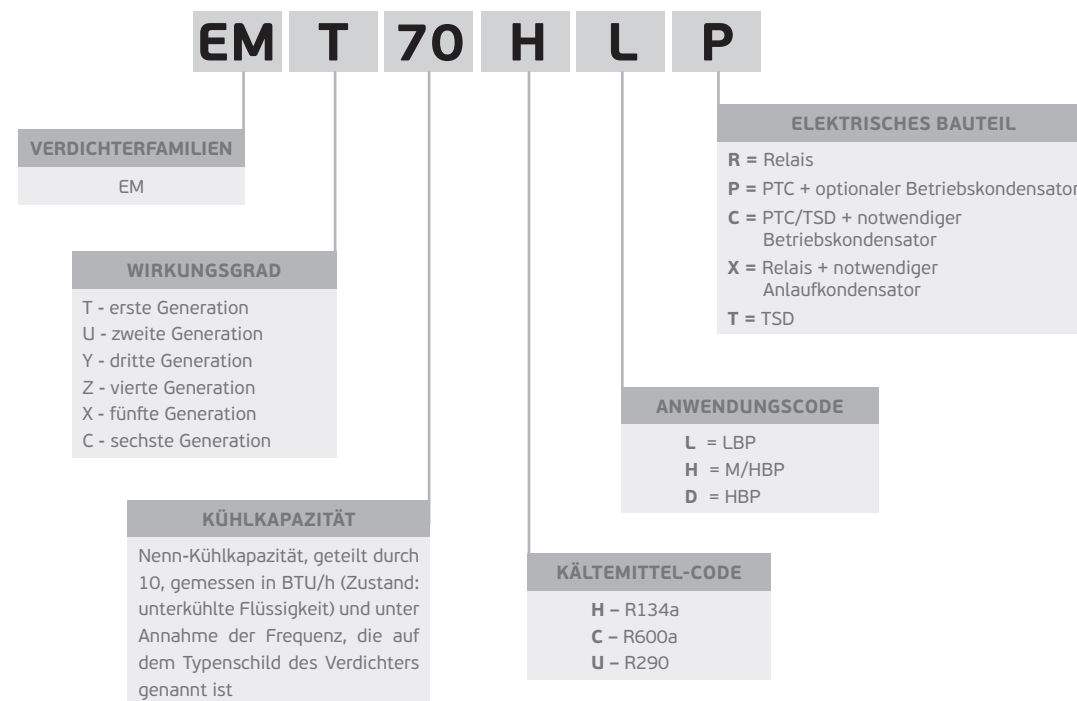 EM T 70 H L P
VERDICHTERFAMILIEN
EM
WIRKUNGSGRAD
T - erste Generation
U - zweite Generation
Y - dritte Generation
Z - vierte Generation
X - fünfte Generation
C - sechste Generation
KÜHLKAPAZITÄT
Nenn-Kühlkapazität, geteilt durch
10, gemessen in BTU/h (Zustand:
unterkühlte Flüssigkeit) und unter
Annahme der Frequenz, die auf
dem Typenschild des Verdichters
genannt ist
KÄLTEMITTEL-CODE
H – R134a
C – R600a
U – R290
ANWENDUNGSCODE
L = LBP
H = M/HBP
D = HBP
ELEKTRISCHES BAUTEIL
R = Relais
P = PTC + optionaler Betriebskondensator
C = PTC/TSD + notwendiger
Betriebskondensator
X = Relais + notwendiger
Anlaufkondensator
T = TSD